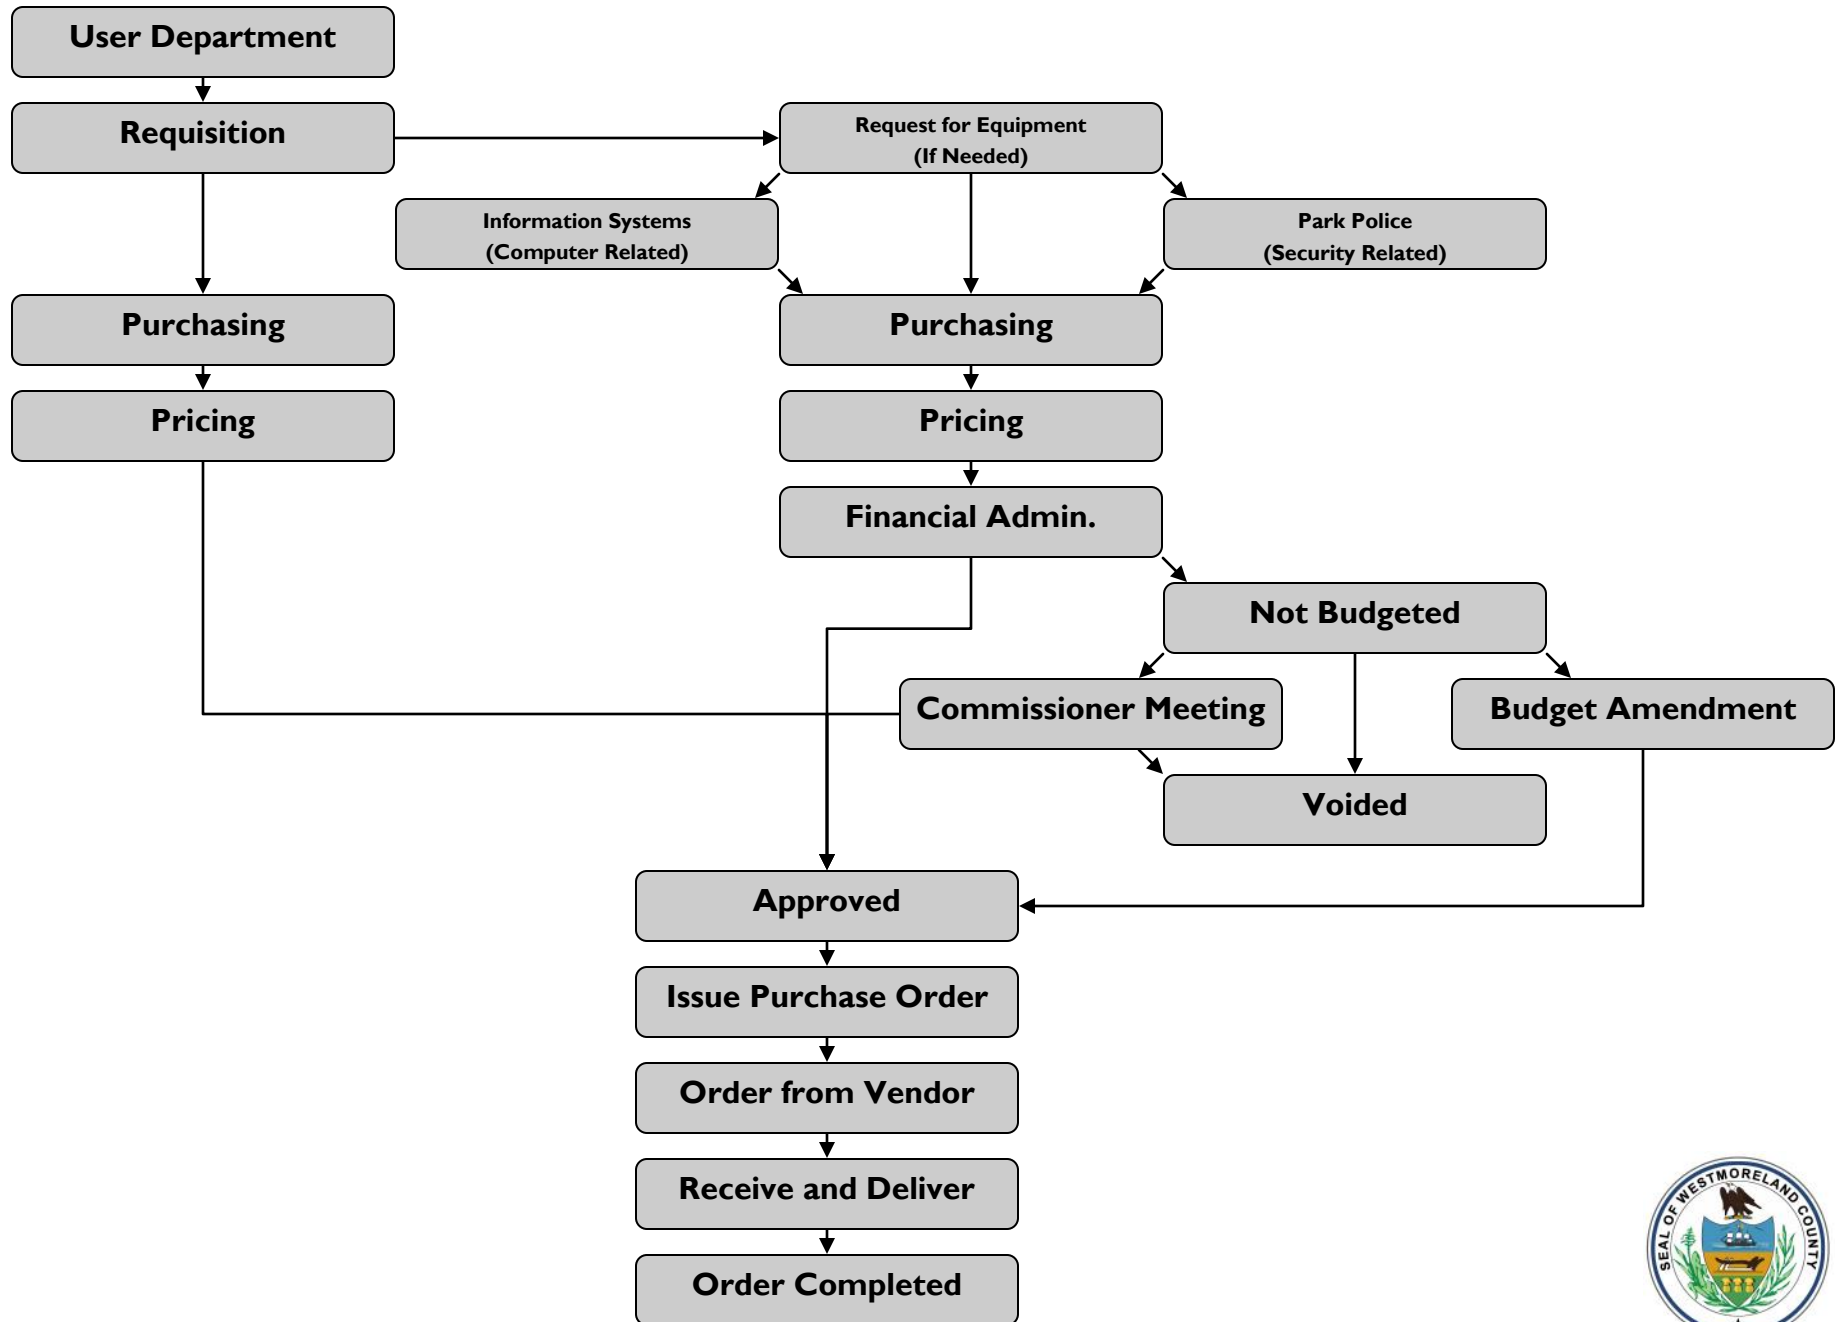 User Department
Requisition
Request for Equipment
(If Needed)
Information Systems
(Computer Related)
Park Police
(Security Related)
Purchasing
Purchasing
Pricing
Pricing
Financial Admin.
Not Budgeted
Commissioner Meeting
Budget Amendment
Voided
Approved
Issue Purchase Order
Order from Vendor
Receive and Deliver
Order Completed
SEAL OF WESTMORELAND COUNTY